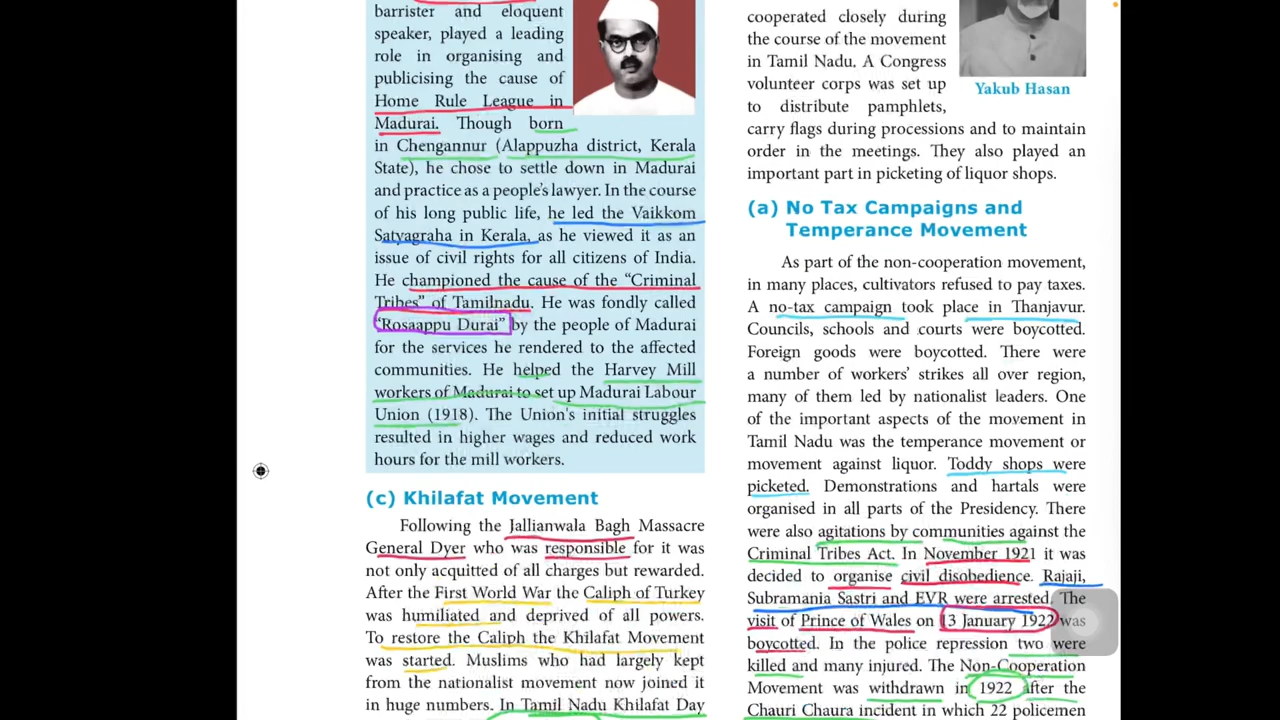 barrister and eloquent
speaker, played a leading
role in organising and
publicising the cause of
Home Rule League in
Madurai. Though born
in Chengannur (Alappuzha district, Kerala
State), he chose to settle down in Madurai
and practice as a people's lawyer. In the course
of his long public life, he led the Vaikkom
Satyagraha in Kerala, as he viewed it as an
issue of civil rights for all citizens of India.
He championed the cause of the “Criminal
Tribes” of Tamilnadu. He was fondly called
“Rosaappu Durai” by the people of Madurai
for the services he rendered to the affected
communities. He helped the Harvey Mill
workers of Madurai to set up Madurai Labour
Union (1918). The Union's initial struggles
resulted in higher wages and reduced work
hours for the mill workers.
(c) Khilafat Movement
Following the Jallianwala Bagh Massacre
General Dyer who was responsible for it was
not only acquitted of all charges but rewarded.
After the First World War the Caliph of Turkey
was humiliated and deprived of all powers.
To restore the Caliph the Khilafat Movement
was started. Muslims who had largely kept
from the nationalist movement now joined it
in huge numbers. In Tamil Nadu Khilafat Day
cooperated closely during
the course of the movement
in Tamil Nadu. A Congress
volunteer corps was set up
to distribute pamphlets,
Yakub Hasan
carry flags during processions and to maintain
order in the meetings. They also played an
important part in picketing of liquor shops.
(a) No Tax Campaigns and
Temperance Movement
As part of the non-cooperation movement,
in many places, cultivators refused to pay taxes.
A no-tax campaign took place in Thanjavur.
Councils, schools and courts were boycotted.
Foreign goods were boycotted. There were
a number of workers' strikes all over region,
many of them led by nationalist leaders. One
of the important aspects of the movement in
Tamil Nadu was the temperance movement or
movement against liquor. Toddy shops were
picketed. Demonstrations and hartals were
organised in all parts of the Presidency. There
were also agitations by communities against the
Criminal Tribes Act. In November 1921 it was
decided to organise civil disobedience. Rajaji,
Subramania Sastri and EVR were arrested. The
visit of Prince of Wales on 13 January 1922 was
boycotted. In the police repression two were
killed and many injured. The Non-Cooperation
Movement was withdrawn in 1922 after the
Chauri Chaura incident in which 22 policemen